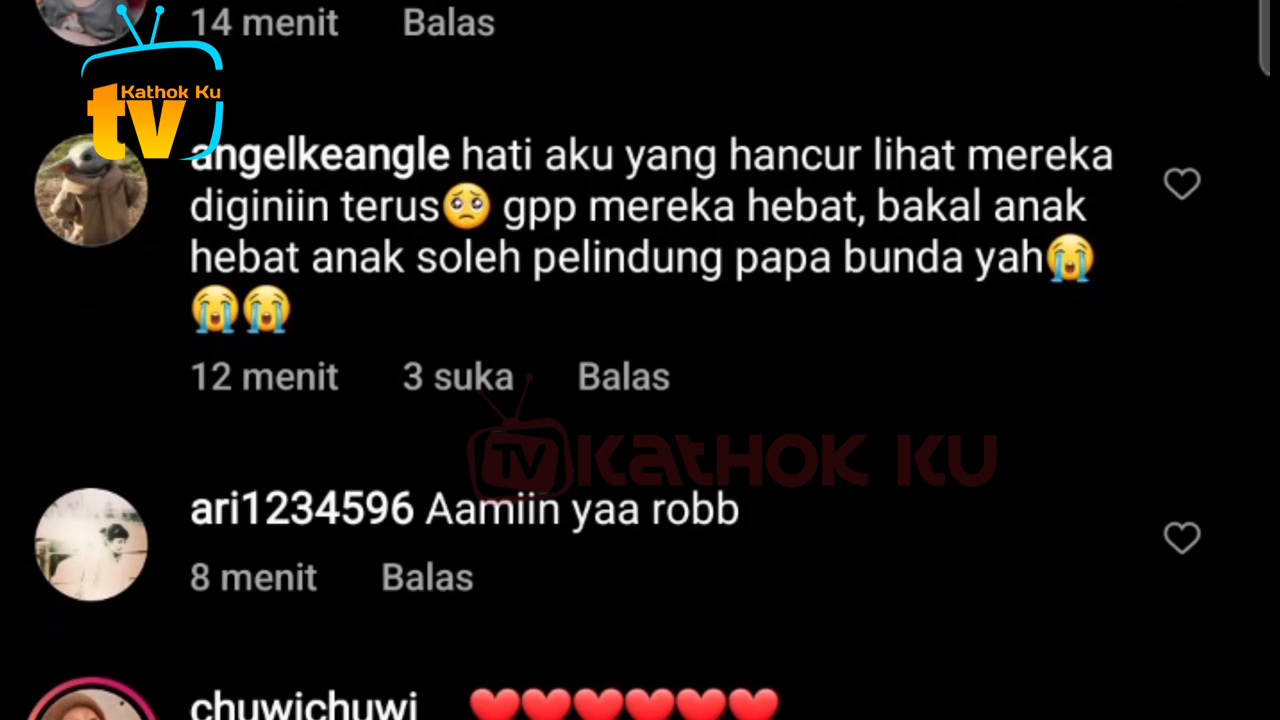 14 menit Balas
Kathok Ku
tv
angelkeangle hati aku yang hancur lihat mereka
diginiin terus🥺 gpp mereka hebat, bakal anak
hebat anak soleh pelindung papa bunda yah😭
😭😭
12 menit 3 suka Balas
TV KATHOK KU
ari1234596 Aamiin yaa robb
8 menit Balas
chuwichuwi ❤️❤️❤️❤️❤️❤️